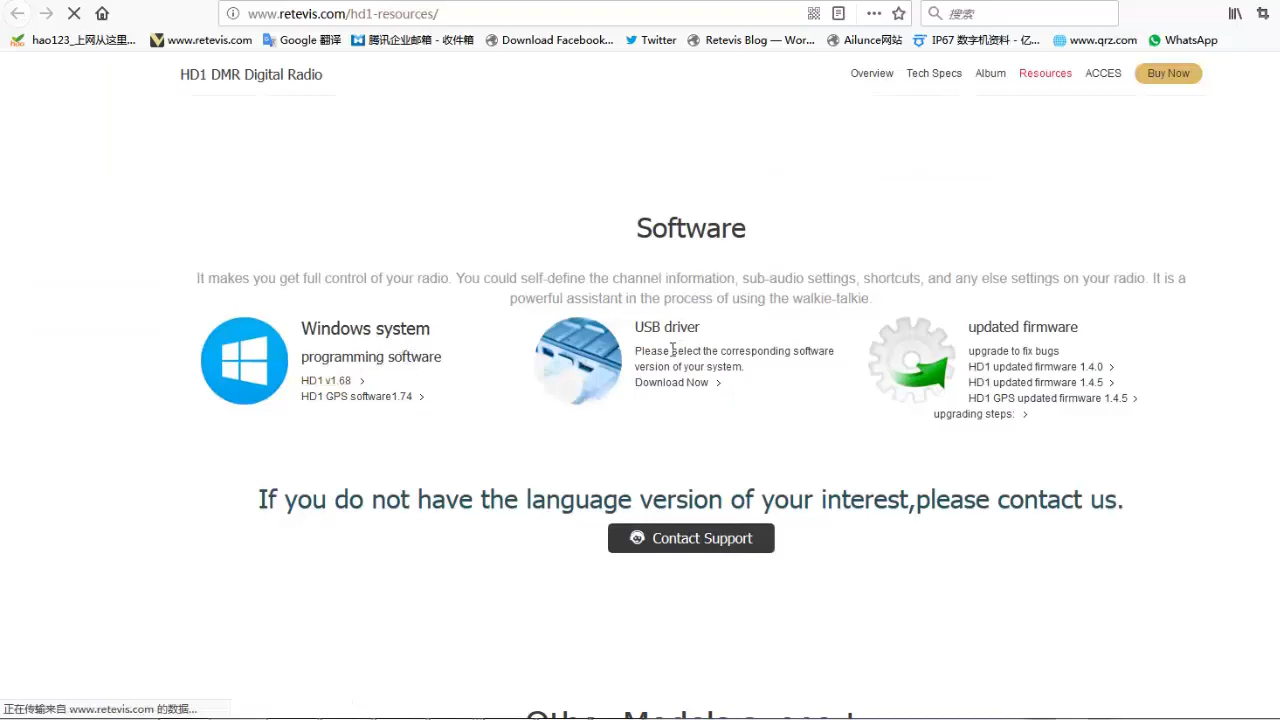 www.retevis.com/hd1-resources/
搜索
hao123_上网从这里...
www.retevis.com
Google 翻译
腾讯企业邮箱 - 收件箱
Download Facebook...
Twitter
Retevis Blog — Wor...
Ailunce网站
IP67 数字机资料 - 亿...
www.qrz.com
WhatsApp
HD1 DMR Digital Radio
Overview
Tech Specs
Album
Resources
ACCES
Buy Now
Software
It makes you get full control of your radio. You could self-define the channel information, sub-audio settings, shortcuts, and any else settings on your radio. It is a
powerful assistant in the process of using the walkie-talkie.
Windows system
programming software
HD1 v1.68
HD1 GPS software1.74
USB driver
Please select the corresponding software
version of your system.
Download Now
updated firmware
upgrade to fix bugs
HD1 updated firmware 1.4.0
HD1 updated firmware 1.4.5
HD1 GPS updated firmware 1.4.5
upgrading steps:
If you do not have the language version of your interest,please contact us.
Contact Support
正在传输来自 www.retevis.com 的数据...